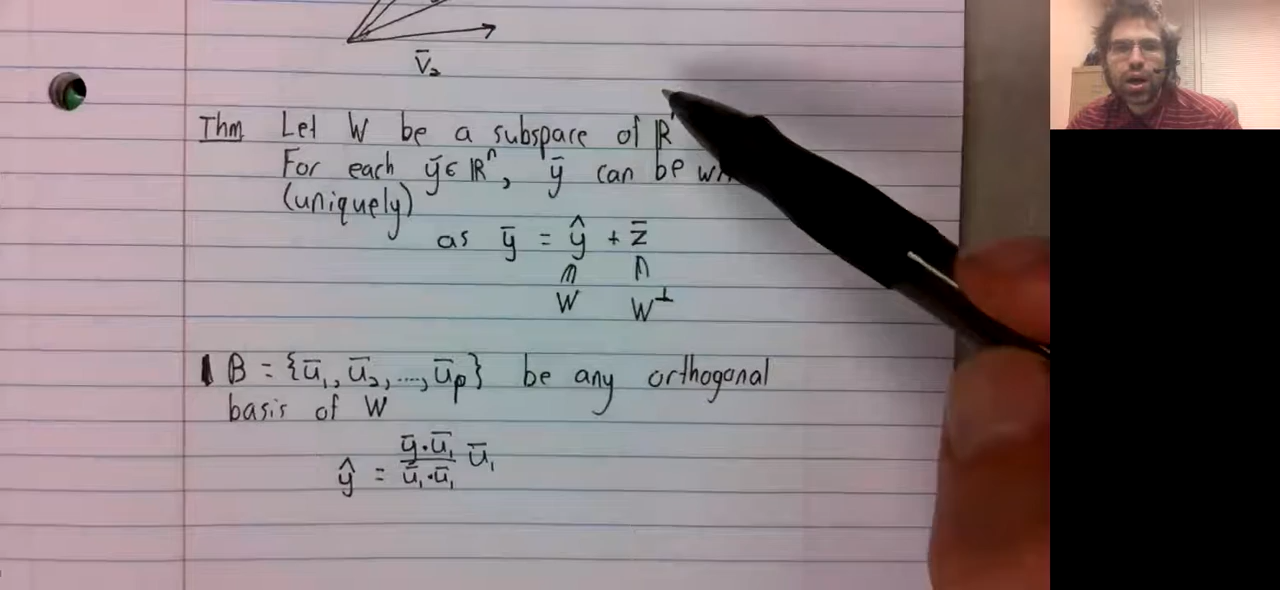 v̄₂
Thm Let W be a subspace of ℝ
For each ȳ ∈ ℝⁿ, ȳ can be
(uniquely)
as ȳ = ŷ + z̄
∩ ∩
W W⊥
B = {ū₁, ū₂, ...., ūₚ} be any orthogonal
basis of W
ŷ = (ȳ·ū₁)/(ū₁·ū₁) ū₁